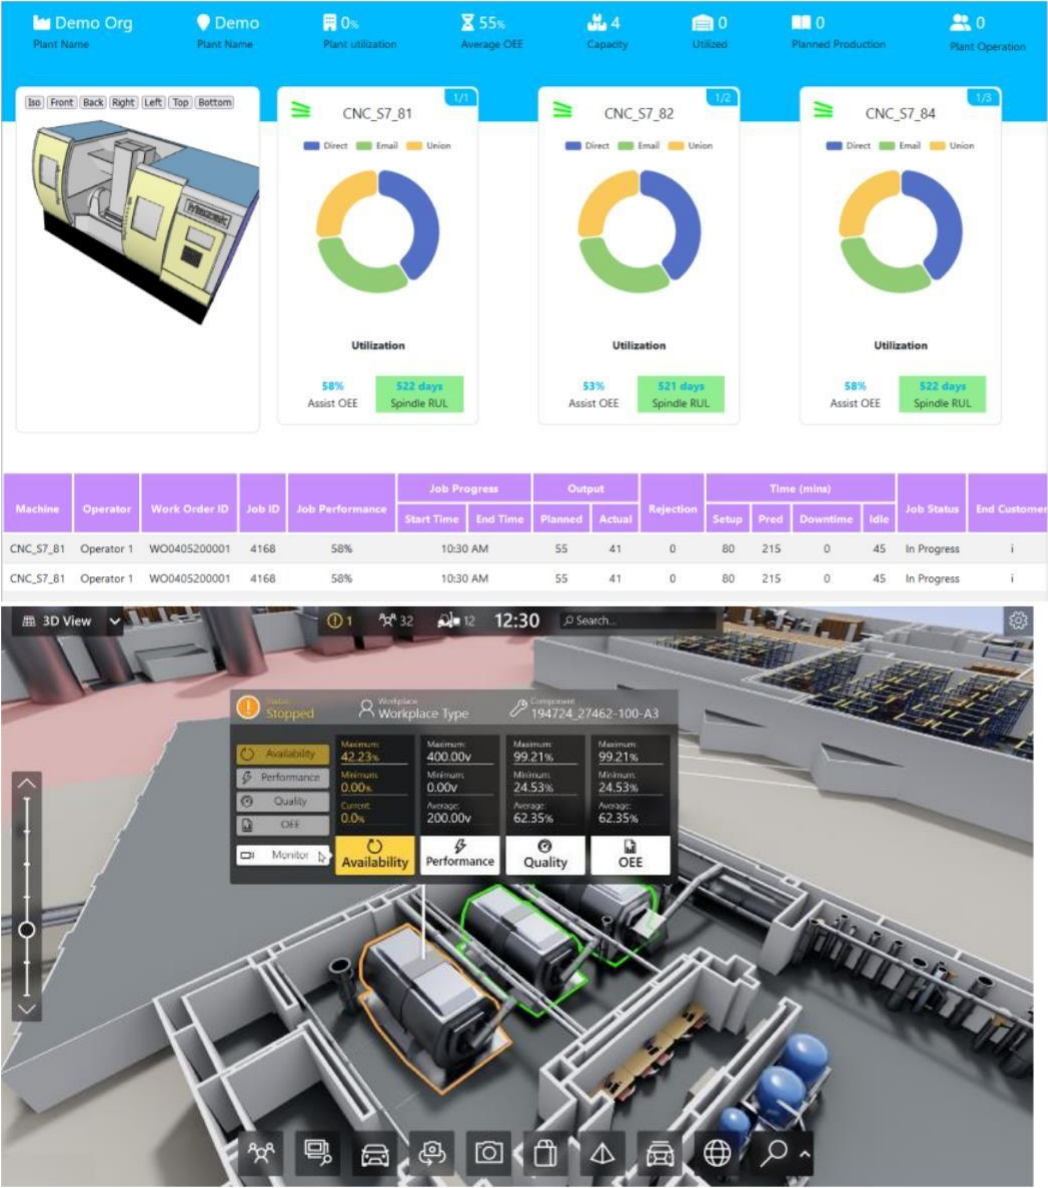 Demo Org Demo 0% 55% 4 0 0 0
Plant Name Plant Name Plant utilization Average OEE Capacity Utilized Planned Production Plant Operation
Iso Front Back Right Left Top Bottom
1/1
CNC_S7_81
Direct Email Union
Utilization
58% 522 days
Assist OEE Spindle RUL
1/2
CNC_S7_82
Direct Email Union
Utilization
53% 521 days
Assist OEE Spindle RUL
1/3
CNC_S7_84
Direct Email Union
Utilization
58% 522 days
Assist OEE Spindle RUL
Job Progress Output Time (mins)
Machine Operator Work Order ID Job ID Job Performance Rejection Job Status End Customer
Start Time End Time Planned Actual Setup Pred Downtime Idle
CNC_S7_81 Operator 1 WO0405200001 4168 58% 10:30 AM 55 41 0 80 215 0 45 In Progress i
CNC_S7_81 Operator 1 WO0405200001 4168 58% 10:30 AM 55 41 0 80 215 0 45 In Progress i
3D View 1 32 12 12:30 Search...
Status Workplace Component
Stopped Workplace Type 194724_27462-100-A3
Availability
Performance
Quality
OEE
Monitor
Maximum: Maximum: Maximum: Maximum:
42.23% 400.00v 99.21% 99.21%
Minimum: Minimum: Minimum: Minimum:
0.00% 0.00v 24.53% 24.53%
Current: Average: Average: Average:
0.0% 200.00v 62.35% 62.35%
Availability Performance Quality OEE